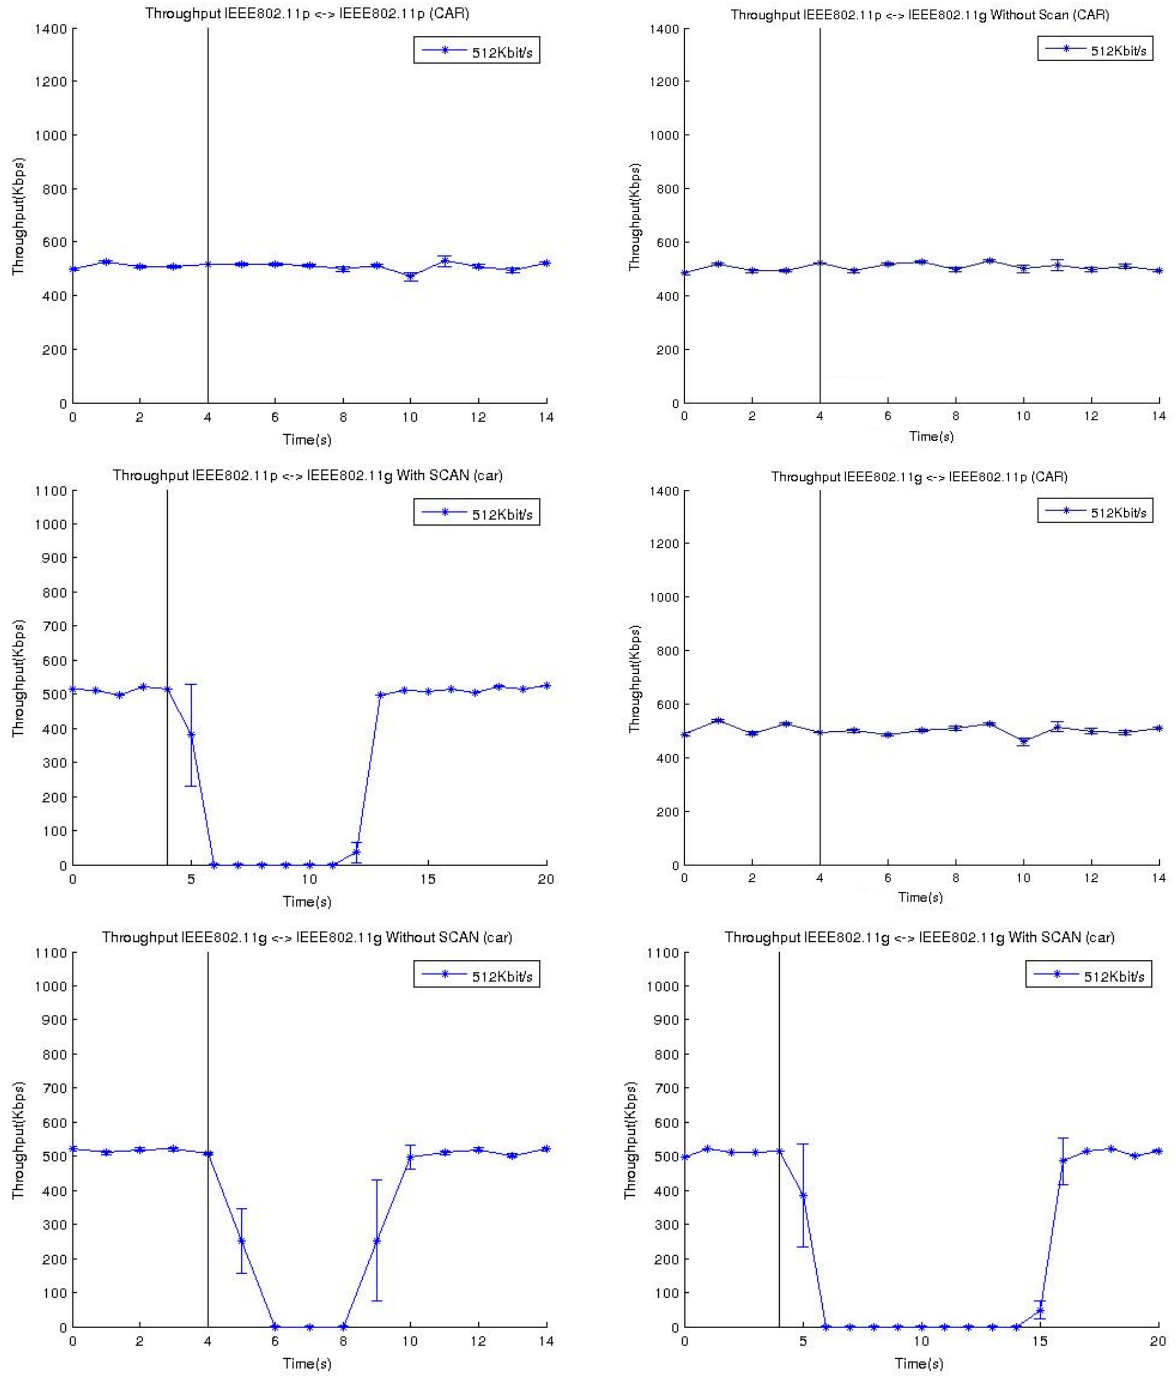 Throughput IEEE802.11p <-> IEEE802.11p (CAR)
1400
1200
1000
800
600
400
200
0
Throughput(Kbps)
512Kbit/s
0 2 4 6 8 10 12 14
Time(s)
Throughput IEEE802.11p <-> IEEE802.11g Without Scan (CAR)
1400
1200
1000
800
600
400
200
0
Throughput(Kbps)
512Kbit/s
0 2 4 6 8 10 12 14
Time(s)
Throughput IEEE802.11p <-> IEEE802.11g With SCAN (car)
1100
1000
900
800
700
600
500
400
300
200
100
0
Throughput(Kbps)
512Kbit/s
0 5 10 15 20
Time(s)
Throughput IEEE802.11g <-> IEEE802.11p (CAR)
1400
1200
1000
800
600
400
200
0
Throughput(Kbps)
512Kbit/s
0 2 4 6 8 10 12 14
Time(s)
Throughput IEEE802.11g <-> IEEE802.11g Without SCAN (car)
1100
1000
900
800
700
600
500
400
300
200
100
0
Throughput(Kbps)
512Kbit/s
0 2 4 6 8 10 12 14
Time(s)
Throughput IEEE802.11g <-> IEEE802.11g With SCAN (car)
1100
1000
900
800
700
600
500
400
300
200
100
0
Throughput(Kbps)
512Kbit/s
0 5 10 15 20
Time(s)